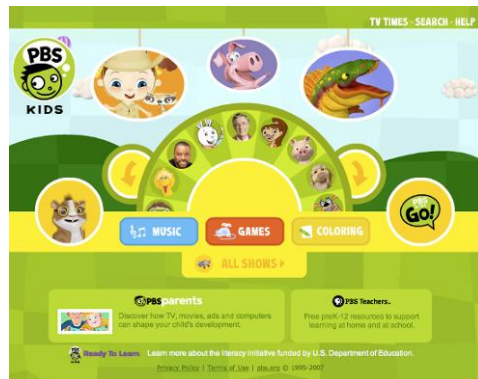 TV TIMES - SEARCH - HELP
PBS
KIDS
PBS
GO!
MUSIC
GAMES
COLORING
ALL SHOWS
PBS parents
Discover how TV, movies, ads and computers
can shape your child's development.
PBS Teachers
Free preK-12 resources to support
learning at home and at school.
Ready To Learn Learn more about the literacy initiative funded by U.S. Department of Education.
Privacy Policy | Terms of Use | pbs.org © 1995-2007